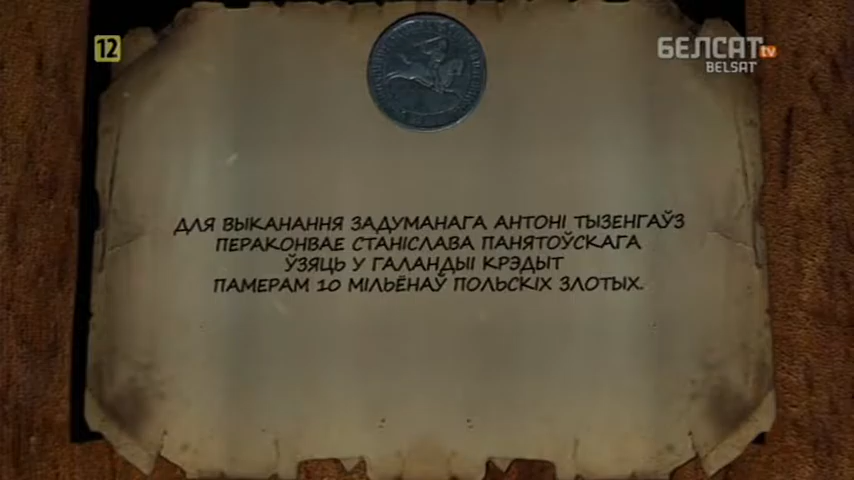 12
БЕЛСАТ tv
BELSAT
ДЛЯ ВЫКАНАННЯ ЗАДУМАНАГА АНТОНІ ТЫЗЕНГАЎЗ
ПЕРАКОНВАЕ СТАНІСЛАВА ПАНЯТОЎСКАГА
ЎЗЯЦЬ У ГАЛАНДЫІ КРЭДЫТ
ПАМЕРАМ 10 МІЛЬЁНАЎ ПОЛЬСКІХ ЗЛОТЫХ.